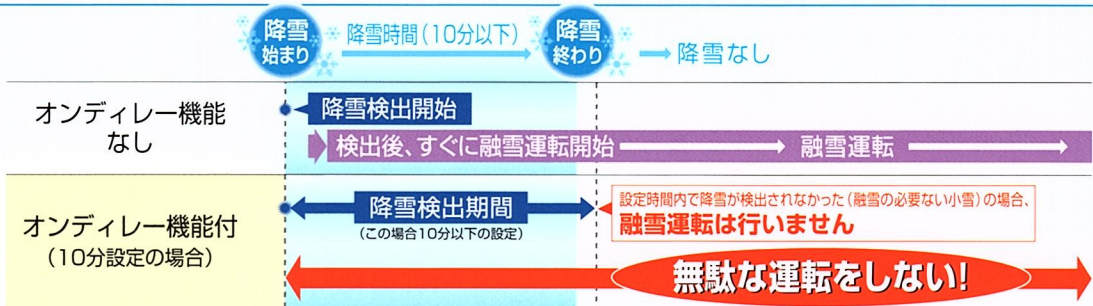 降雪
始まり
降雪時間（10分以下）
降雪
終わり
降雪なし
オンディレー機能
なし
降雪検出開始
検出後、すぐに融雪運転開始
融雪運転
オンディレー機能付
（10分設定の場合）
降雪検出期間
（この場合10分以下の設定）
設定時間内で降雪が検出されなかった（融雪の必要ない小雪）の場合、
融雪運転は行いません
無駄な運転をしない！